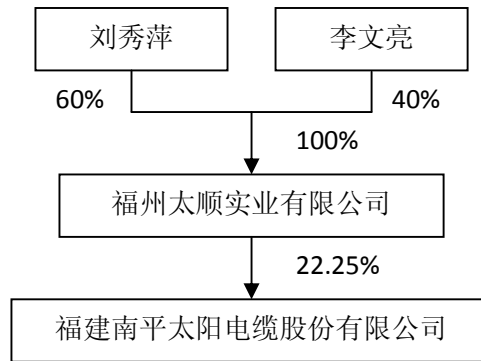 刘秀萍
李文亮
60%
40%
100%
福州太顺实业有限公司
22.25%
福建南平太阳电缆股份有限公司